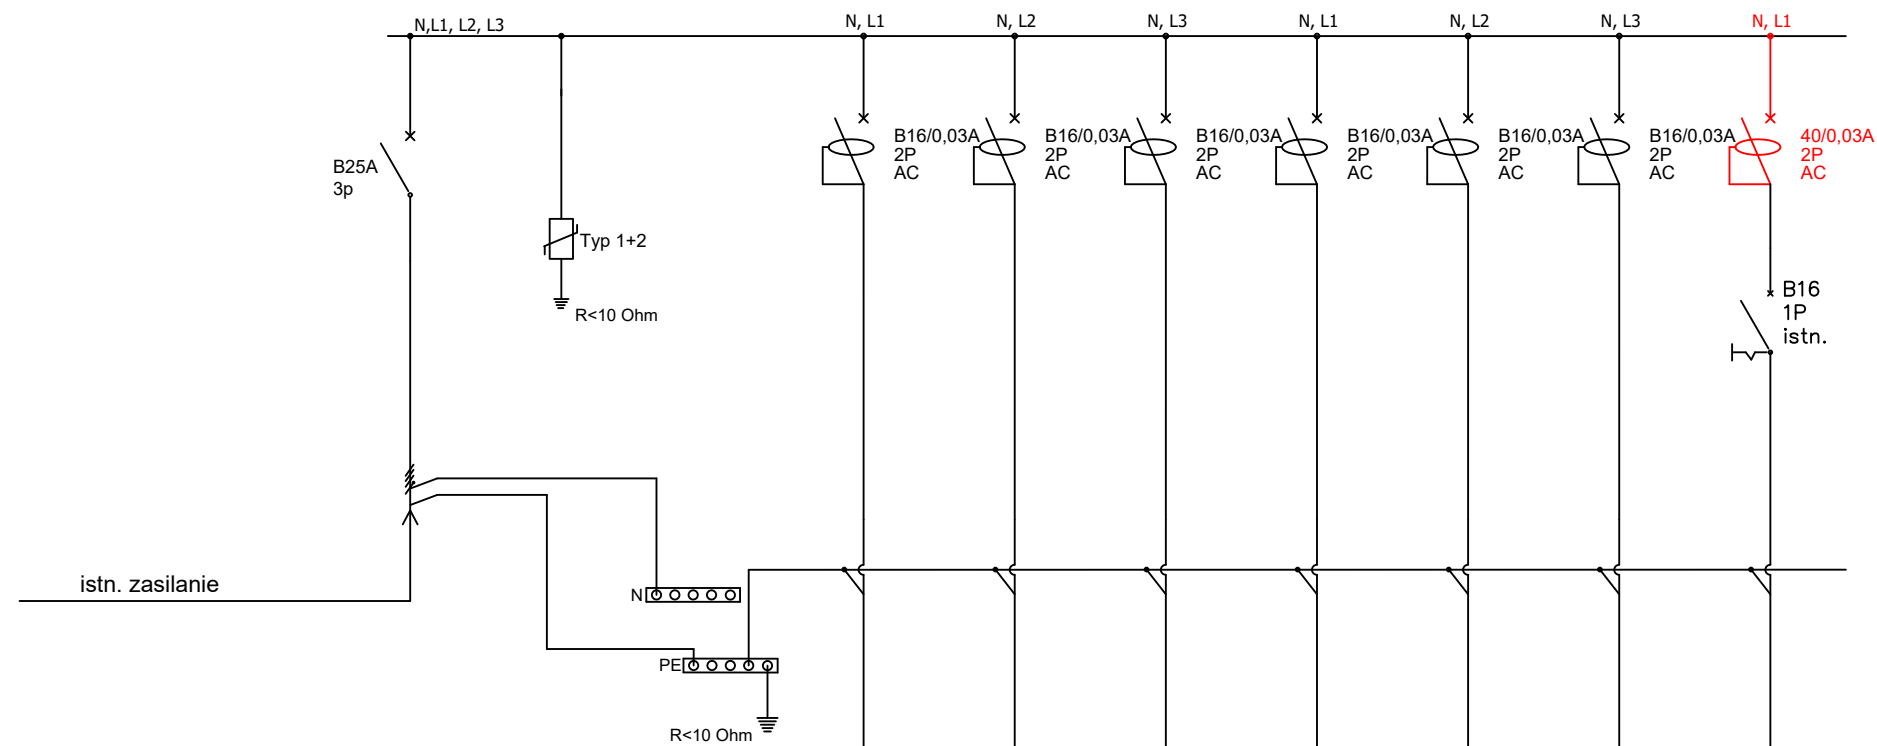 N,L1, L2, L3
N, L1
N, L2
N, L3
N, L1
N, L2
N, L3
N, L1
B25A
3p
Typ 1+2
R<10 Ohm
B16/0,03A
2P
AC
B16/0,03A
2P
AC
B16/0,03A
2P
AC
B16/0,03A
2P
AC
B16/0,03A
2P
AC
B16/0,03A
2P
AC
40/0,03A
2P
AC
B16
1P
istn.
istn. zasilanie
N
PE
R<10 Ohm